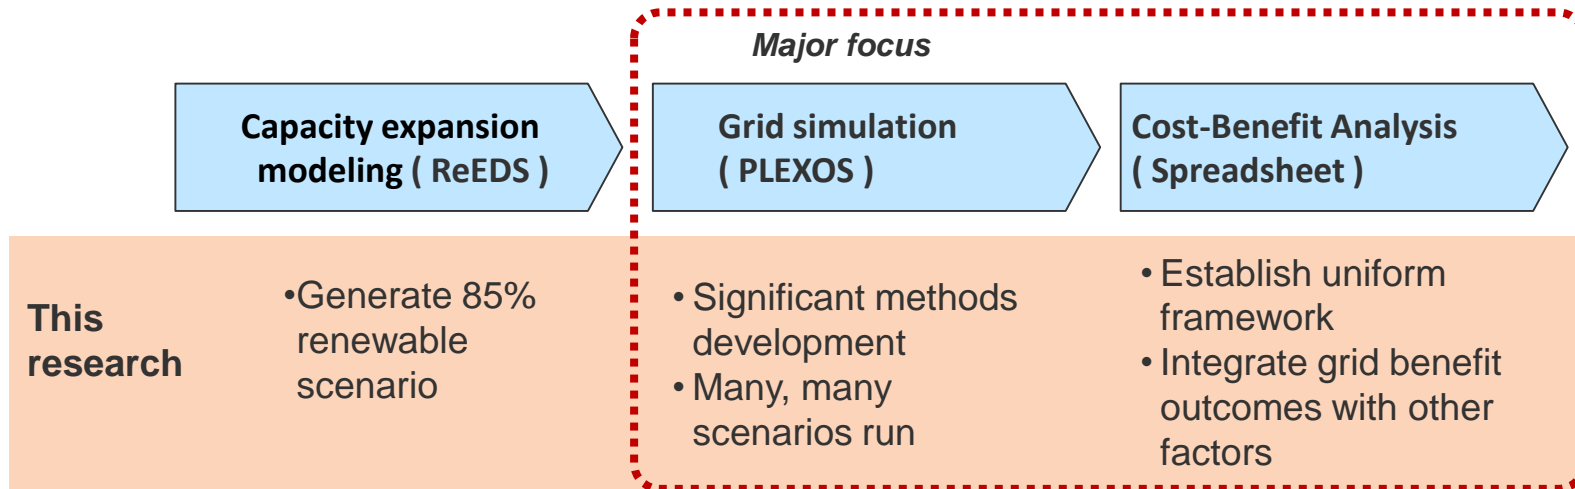 Major focus
Capacity expansion
modeling ( ReEDS )
Grid simulation
( PLEXOS )
Cost-Benefit Analysis
( Spreadsheet )
This
research
•Generate 85%
renewable
scenario
• Significant methods
development
• Many, many
scenarios run
• Establish uniform
framework
• Integrate grid benefit
outcomes with other
factors